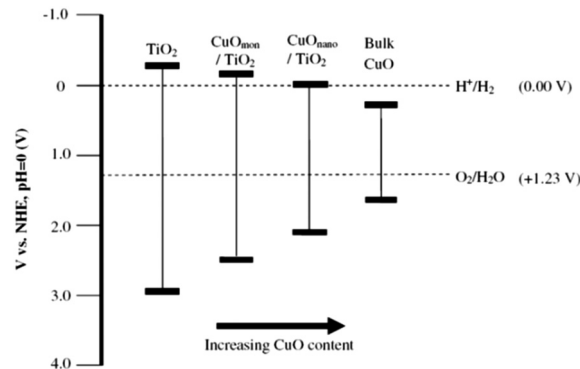 -1.0
0
1.0
2.0
3.0
4.0
V vs. NHE, pH=0 (V)
TiO₂
CuOₘₒₙ
/ TiO₂
CuOₙₐₙₒ
/ TiO₂
Bulk
CuO
H⁺/H₂ (0.00 V)
O₂/H₂O (+1.23 V)
Increasing CuO content